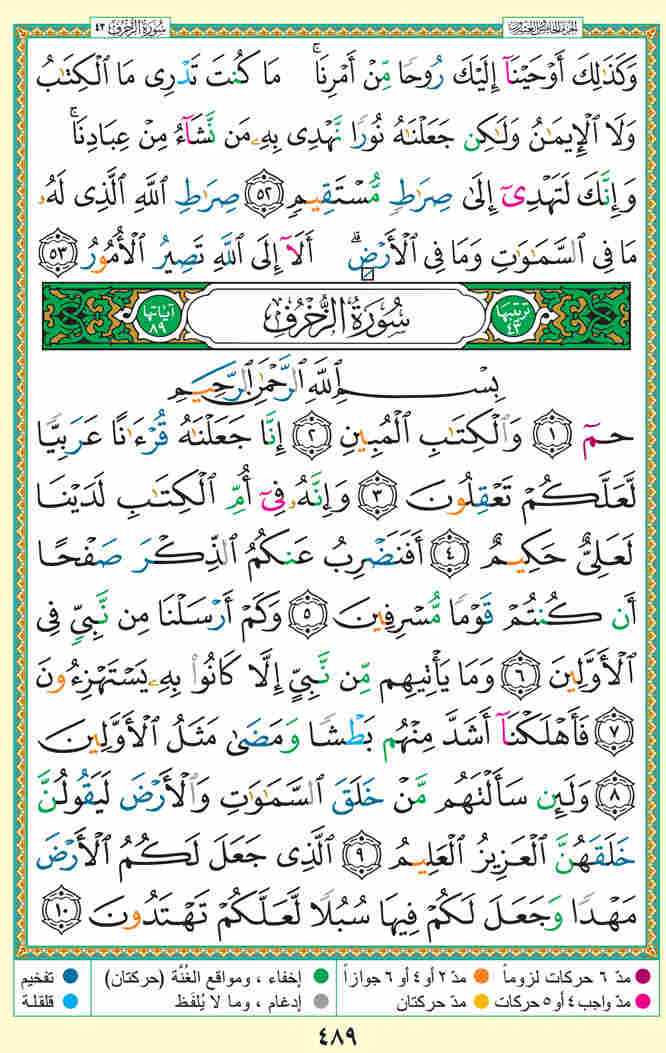 الجزء الخامس والعشرون
سُورَةُ الزُّخْرُفِ ٤٣
وَكَذَٰلِكَ أَوْحَيْنَآ إِلَيْكَ رُوحًا مِّنْ أَمْرِنَا ۚ مَا كُنتَ تَدْرِى مَا ٱلْكِتَٰبُ
وَلَا ٱلْإِيمَٰنُ وَلَٰكِن جَعَلْنَٰهُ نُورًا نَّهْدِى بِهِۦ مَن نَّشَآءُ مِنْ عِبَادِنَا ۚ
وَإِنَّكَ لَتَهْدِىٓ إِلَىٰ صِرَٰطٍ مُّسْتَقِيمٍ ٥٢ صِرَٰطِ ٱللَّهِ ٱلَّذِى لَهُۥ
مَا فِى ٱلسَّمَٰوَٰتِ وَمَا فِى ٱلْأَرْضِ ۗ أَلَآ إِلَى ٱللَّهِ تَصِيرُ ٱلْأُمُورُ ٥٣
ترتيبها ٤٣ سُورَةُ الزُّخْرُفِ آياتها ٨٩
بِسْمِ ٱللَّهِ ٱلرَّحْمَٰنِ ٱلرَّحِيمِ
حمٓ ١ وَٱلْكِتَٰبِ ٱلْمُبِينِ ٢ إِنَّا جَعَلْنَٰهُ قُرْءَٰنًا عَرَبِيًّا
لَّعَلَّكُمْ تَعْقِلُونَ ٣ وَإِنَّهُۥ فِىٓ أُمِّ ٱلْكِتَٰبِ لَدَيْنَا
لَعَلِىٌّ حَكِيمٌ ٤ أَفَنَضْرِبُ عَنكُمُ ٱلذِّكْرَ صَفْحًا
أَن كُنتُمْ قَوْمًا مُّسْرِفِينَ ٥ وَكَمْ أَرْسَلْنَا مِن نَّبِىٍّ فِى
ٱلْأَوَّلِينَ ٦ وَمَا يَأْتِيهِم مِّن نَّبِىٍّ إِلَّا كَانُوا۟ بِهِۦ يَسْتَهْزِءُونَ
٧ فَأَهْلَكْنَآ أَشَدَّ مِنْهُم بَطْشًا وَمَضَىٰ مَثَلُ ٱلْأَوَّلِينَ
٨ وَلَئِن سَأَلْتَهُم مَّنْ خَلَقَ ٱلسَّمَٰوَٰتِ وَٱلْأَرْضَ لَيَقُولُنَّ
خَلَقَهُنَّ ٱلْعَزِيزُ ٱلْعَلِيمُ ٩ ٱلَّذِى جَعَلَ لَكُمُ ٱلْأَرْضَ
مَهْدًا وَجَعَلَ لَكُمْ فِيهَا سُبُلًا لَّعَلَّكُمْ تَهْتَدُونَ ١٠
مدّ ٦ حركات لزوماً مدّ ٢ أو ٤ أو ٦ جوازاً إخفاء ، ومواقع الغُنَّة (حركتان) تفخيم
مدّ واجب ٤ أو ٥ حركات مدّ حركتان إدغام ، وما لا يُلفَظ قلقلة
٤٨٩